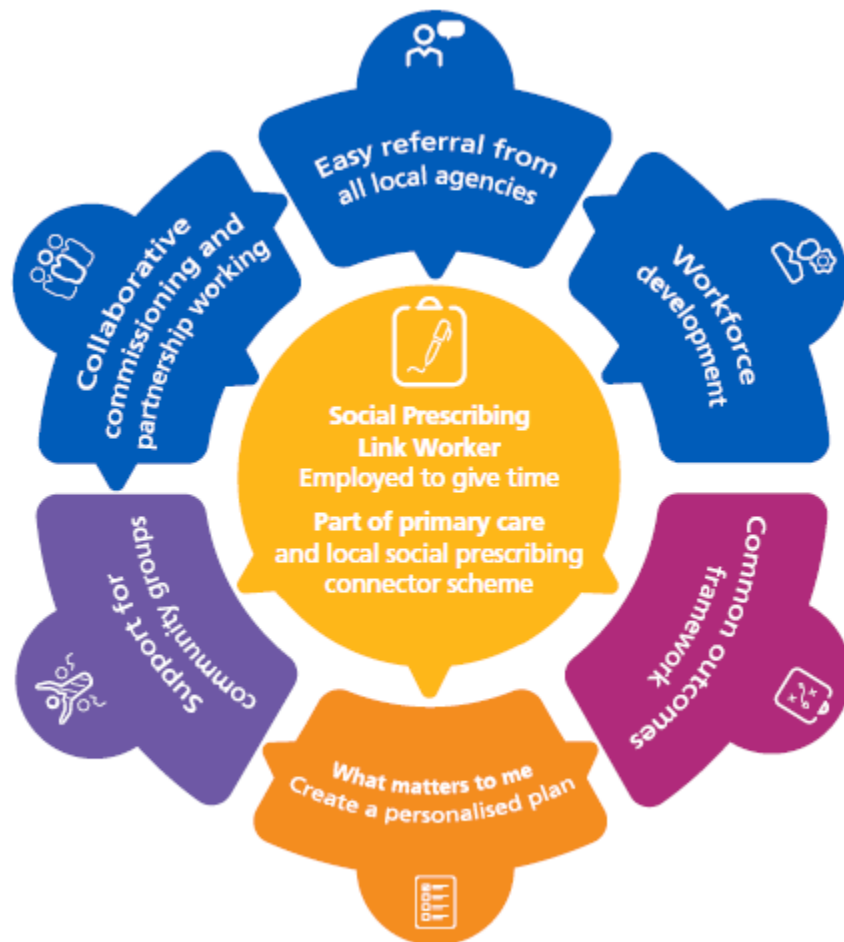 Easy referral from
all local agencies
Workforce
development
Common outcomes
framework
What matters to me
Create a personalised plan
Support for
community groups
Collaborative
commissioning and
partnership working
Social Prescribing
Link Worker
Employed to give time
Part of primary care
and local social prescribing
connector scheme